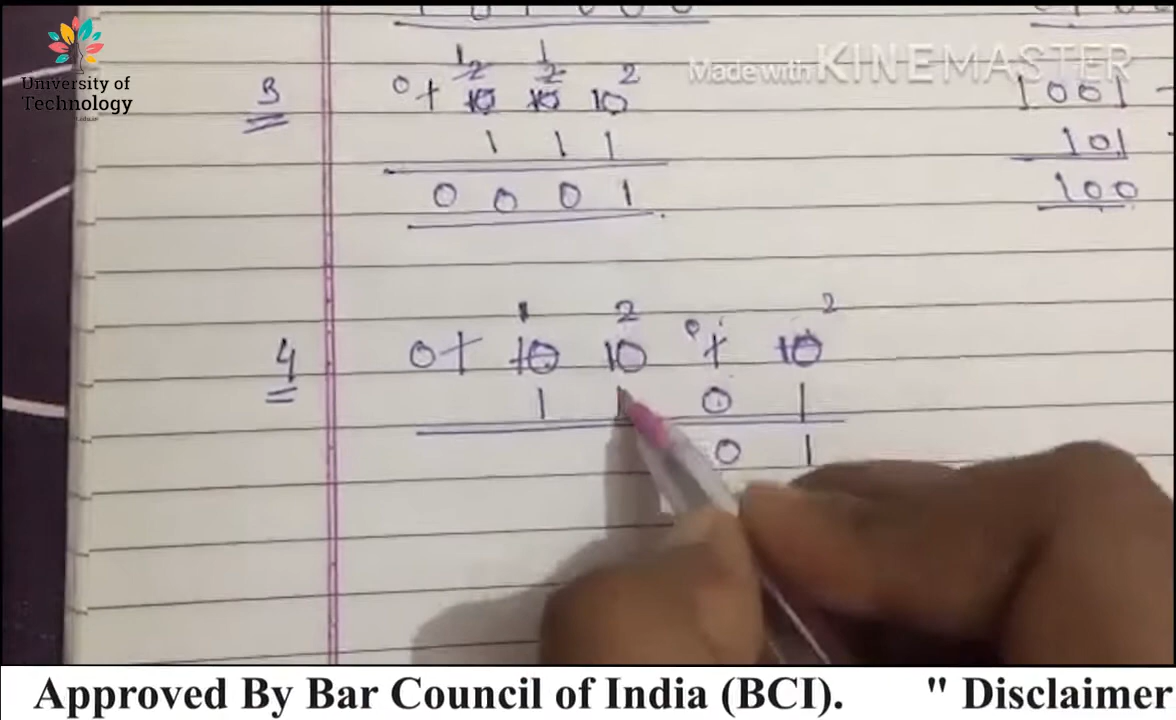 University of
Technology
Made with KINEMASTER
3
0 1 10 10 10
1 2 1 2 2
1 1 1
0 0 0 1
1001 -
101 -
100
4
1 2 0 2
0 1 10 10 1 10
1 1 0 1
0 1
Approved By Bar Council of India (BCI). " Disclaimer